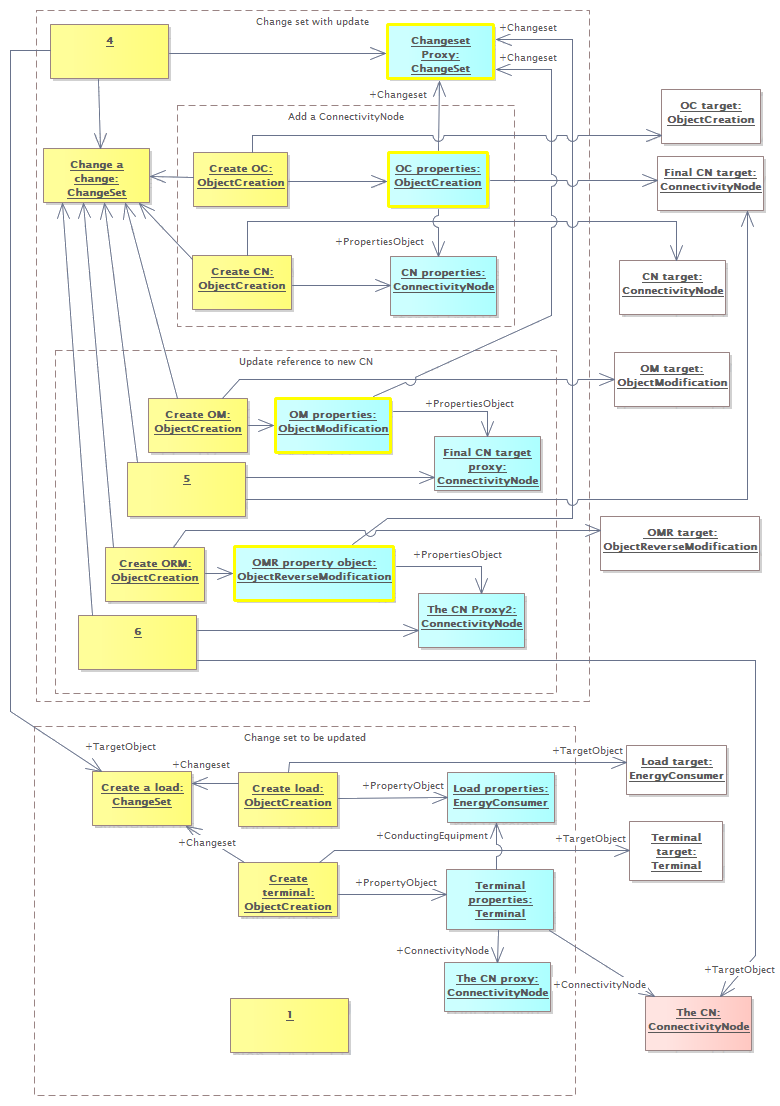 Change set with update
4
Changeset
Proxy:
ChangeSet
+Changeset
+Changeset
+Changeset
OC target:
ObjectCreation
Add a ConnectivityNode
Change a
change:
ChangeSet
Create OC:
ObjectCreation
OC properties:
ObjectCreation
Final CN target:
ConnectivityNode
+PropertiesObject
Create CN:
ObjectCreation
CN properties:
ConnectivityNode
CN target:
ConnectivityNode
Update reference to new CN
OM target:
ObjectModification
Create OM:
ObjectCreation
OM properties:
ObjectModification
+PropertiesObject
Final CN target
proxy:
ConnectivityNode
5
OMR target:
ObjectReverseModification
Create ORM:
ObjectCreation
OMR property object:
ObjectReverseModification
+PropertiesObject
The CN Proxy2:
ConnectivityNode
6
Change set to be updated
+TargetObject
+TargetObject
Create a load:
ChangeSet
+Changeset
Create load:
ObjectCreation
+PropertyObject
Load properties:
EnergyConsumer
Load target:
EnergyConsumer
+Changeset
+ConductingEquipment
+TargetObject
Terminal
target:
Terminal
Create
terminal:
ObjectCreation
+PropertyObject
Terminal
properties:
Terminal
+ConnectivityNode
+TargetObject
The CN proxy:
ConnectivityNode
+ConnectivityNode
1
The CN:
ConnectivityNode